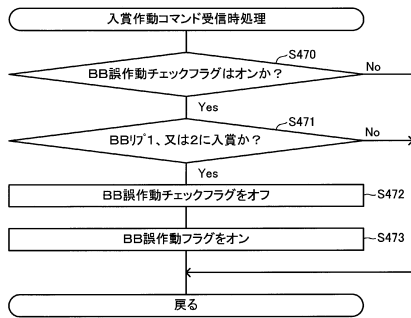 入賞作動コマンド受信時処理
S470
BB誤作動チェックフラグはオンか?
No
Yes
S471
BBﾘﾌﾟ1、又は2に入賞か?
No
Yes
BB誤作動チェックフラグをオフ
S472
BB誤作動フラグをオン
S473
戻る